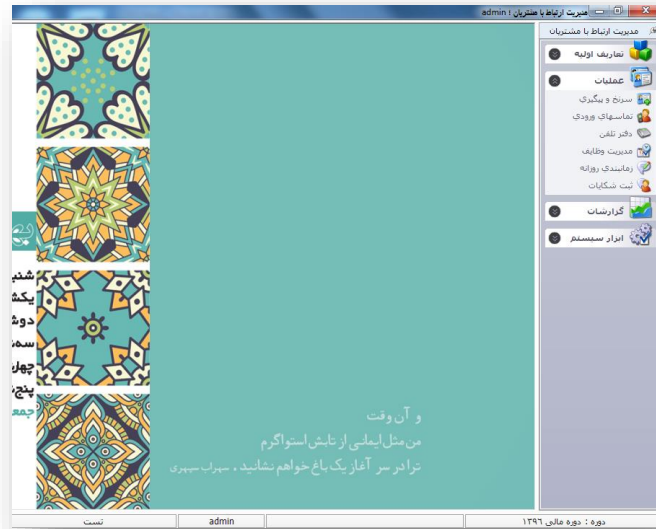 مدیریت ارتباط با مشتریان ؛ admin
مدیریت ارتباط با مشتریان
تعاریف اولیه
عملیات
سرنخ و پیگیری
تماسهای ورودی
دفتر تلفن
مدیریت وظایف
زمانبندی روزانه
ثبت شکایات
گزارشات
ابزار سیستم
و آن وقت
من مثل ایمانی از تابش استوا گرم
ترا در سر آغاز یک باغ خواهم نشانید . سهراب سپهری
دوره : دوره مالی ۱۳۹۶
admin
تست